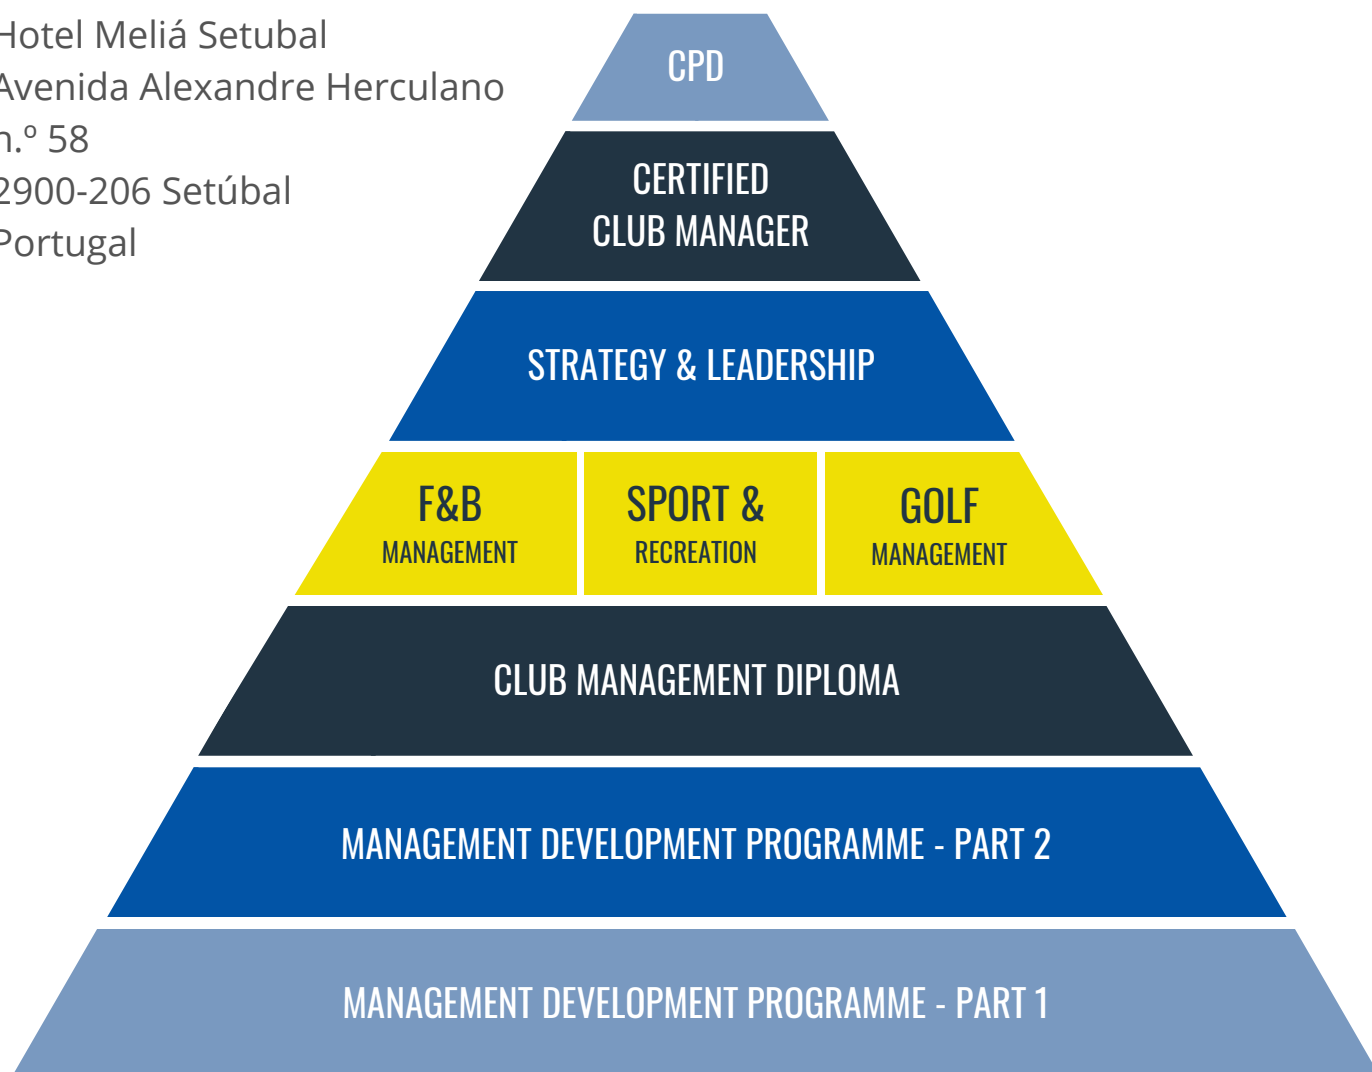 Hotel Meliá Setubal
Avenida Alexandre Herculano
n.º 58
2900-206 Setúbal
Portugal
CPD
CERTIFIED
CLUB MANAGER
STRATEGY & LEADERSHIP
F&B
MANAGEMENT
SPORT &
RECREATION
GOLF
MANAGEMENT
CLUB MANAGEMENT DIPLOMA
MANAGEMENT DEVELOPMENT PROGRAMME - PART 2
MANAGEMENT DEVELOPMENT PROGRAMME - PART 1